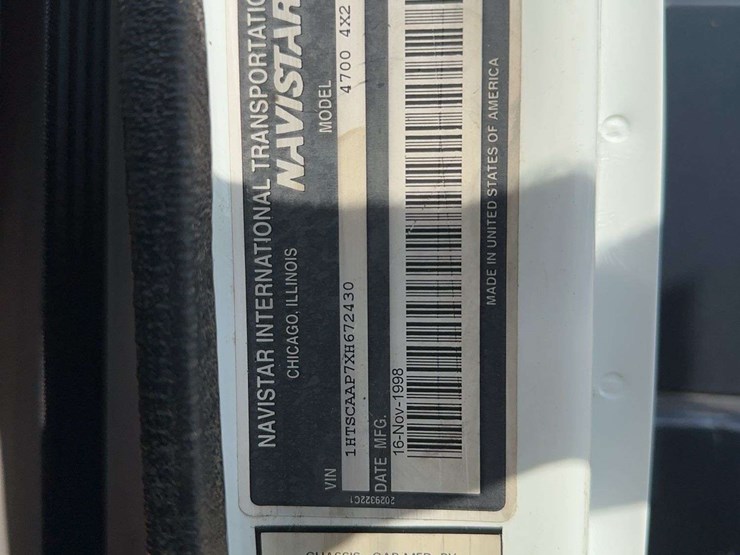 NAVISTAR INTERNATIONAL TRANSPORTATIO
CHICAGO, ILLINOIS
NAVISTAR
VIN
MODEL
1HTSCAAP7XH672430
4700 4X2
DATE MFG.
16-Nov-1998
MADE IN UNITED STATES OF AMERICA
2029322C1